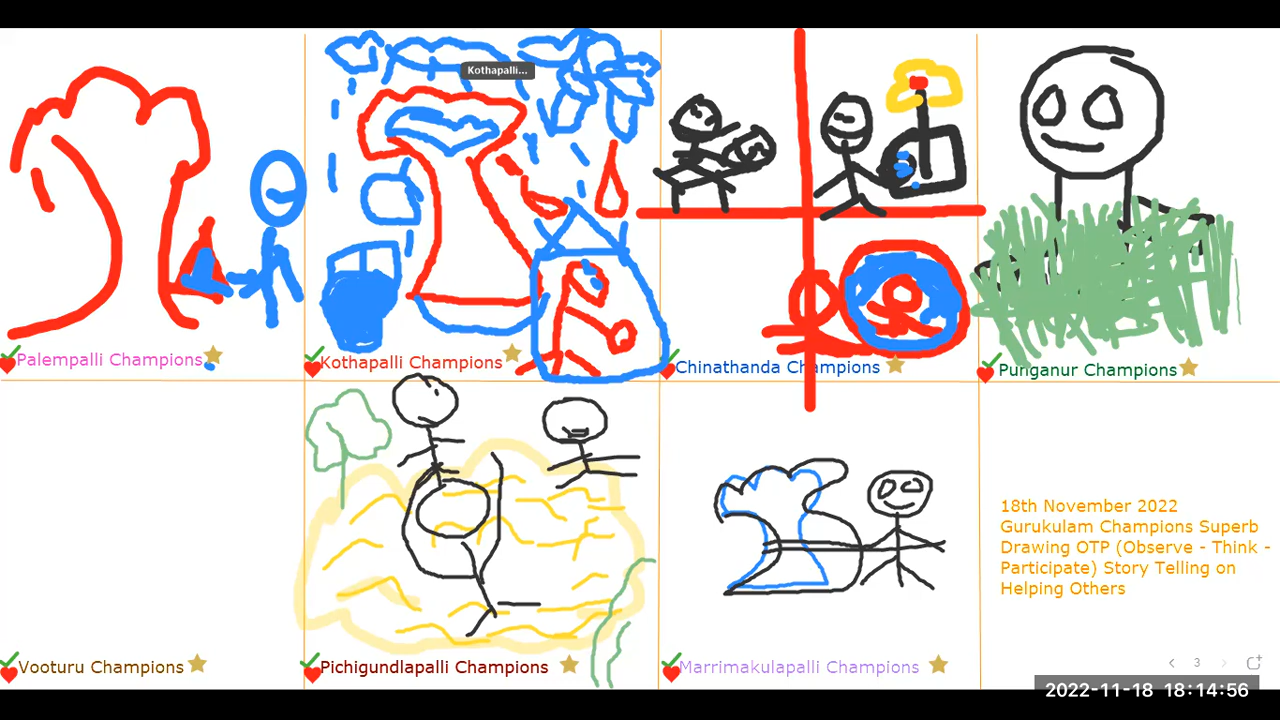 Kothapalli...
Palempalli Champions
Kothapalli Champions
Chinathanda Champions
Punganur Champions
18th November 2022
Gurukulam Champions Superb
Drawing OTP (Observe - Think -
Participate) Story Telling on
Helping Others
Vooturu Champions
Pichigundlapalli Champions
Marrimakulapalli Champions
3
2022-11-18 18:14:56